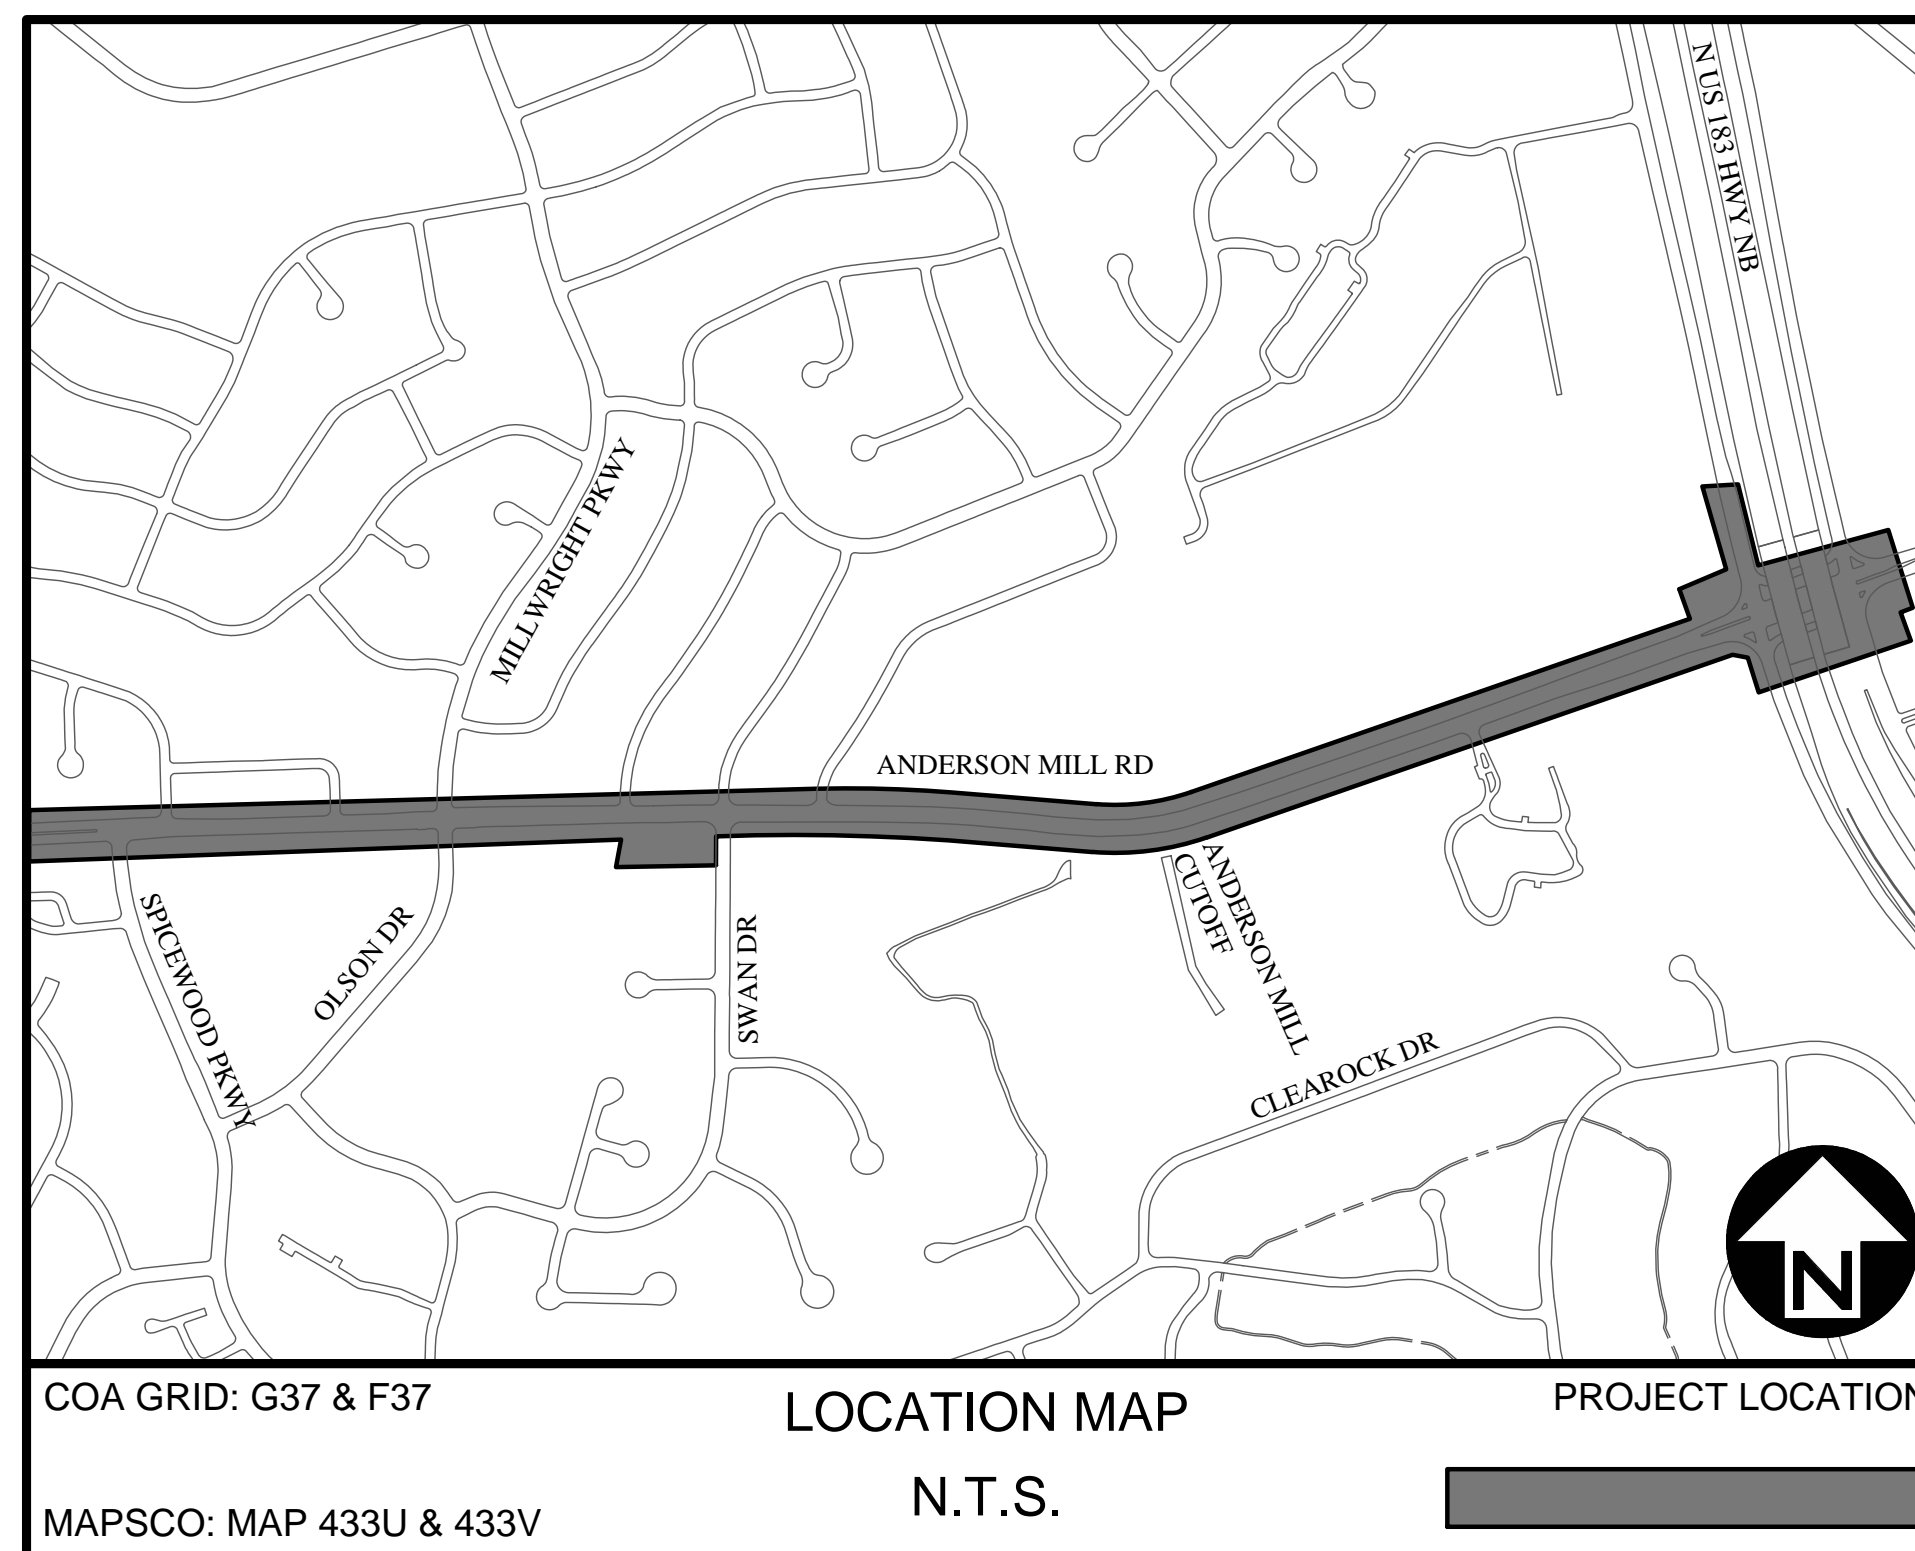 N US 183 HWY NB
MILLWRIGHT PKWY
ANDERSON MILL RD
SPICEWOOD PKWY
OLSON DR
SWAN DR
ANDERSON MILL
CUTOFF
CLEAROCK DR
N
COA GRID: G37 & F37
LOCATION MAP
PROJECT LOCATION
N.T.S.
MAPSCO: MAP 433U & 433V